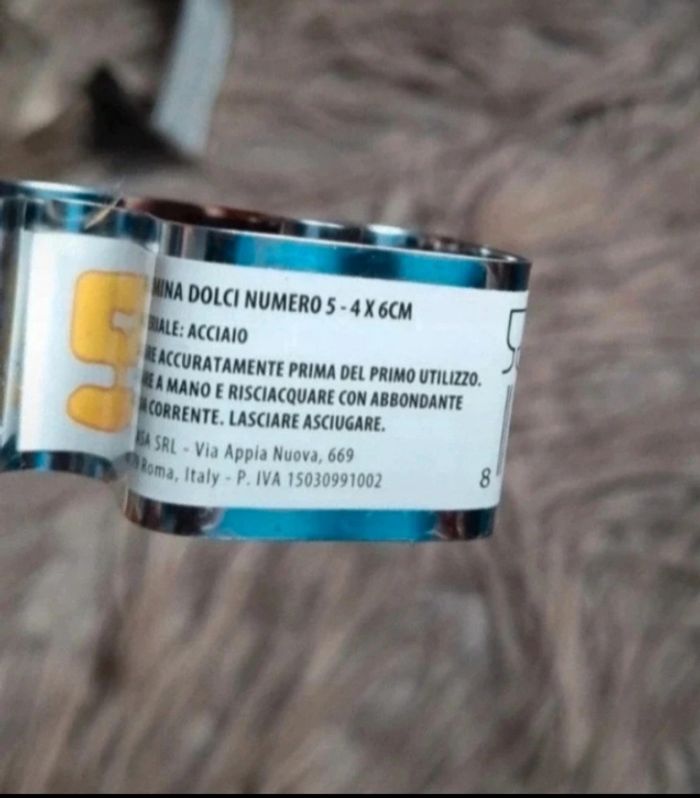 MINA DOLCI NUMERO 5 - 4 X 6CM
RIALE: ACCIAIO
RE ACCURATAMENTE PRIMA DEL PRIMO UTILIZZO.
RE A MANO E RISCIACQUARE CON ABBONDANTE
A CORRENTE. LASCIARE ASCIUGARE.
SRL - Via Appia Nuova, 669
Roma, Italy - P. IVA 15030991002
8